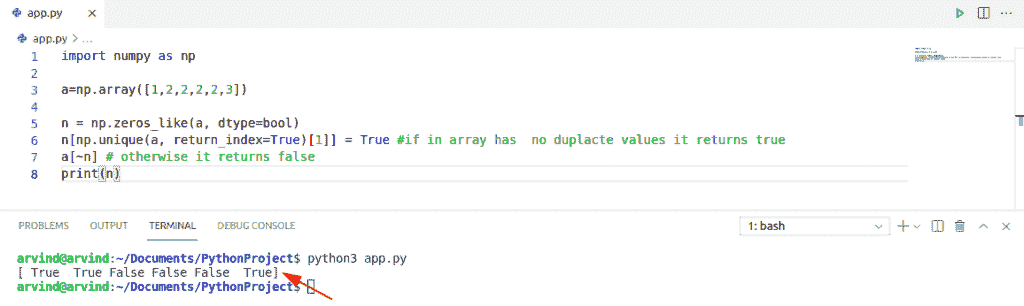 app.py
app.py > ...
1 import numpy as np
2
3 a=np.array([1,2,2,2,2,3])
4
5 n = np.zeros_like(a, dtype=bool)
6 n[np.unique(a, return_index=True)[1]] = True #if in array has  no duplacte values it returns true
7 a[~n] # otherwise it returns false
8 print(n)
PROBLEMS OUTPUT TERMINAL DEBUG CONSOLE 1: bash
arvind@arvind:~/Documents/PythonProject$ python3 app.py
[ True  True False False False  True]
arvind@arvind:~/Documents/PythonProject$